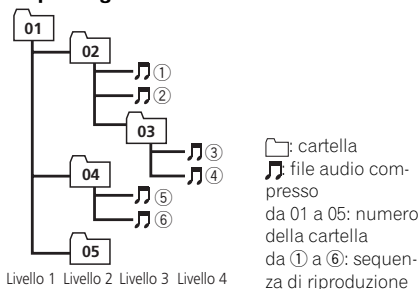 01
02
①
②
03
③
④
04
⑤
⑥
05
Livello 1 Livello 2 Livello 3 Livello 4
: cartella
: file audio com-
presso
da 01 a 05: numero
della cartella
da ① a ⑥: sequen-
za di riproduzione